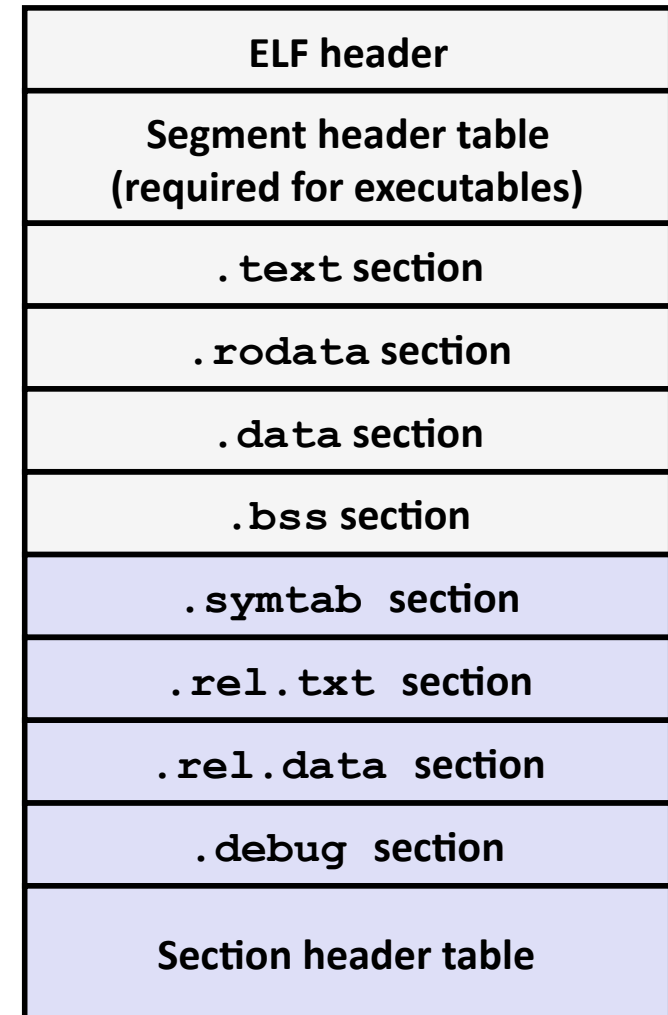 ELF header
Segment header table
(required for executables)
.text section
.rodata section
.data section
.bss section
.symtab section
.rel.txt section
.rel.data section
.debug section
Section header table